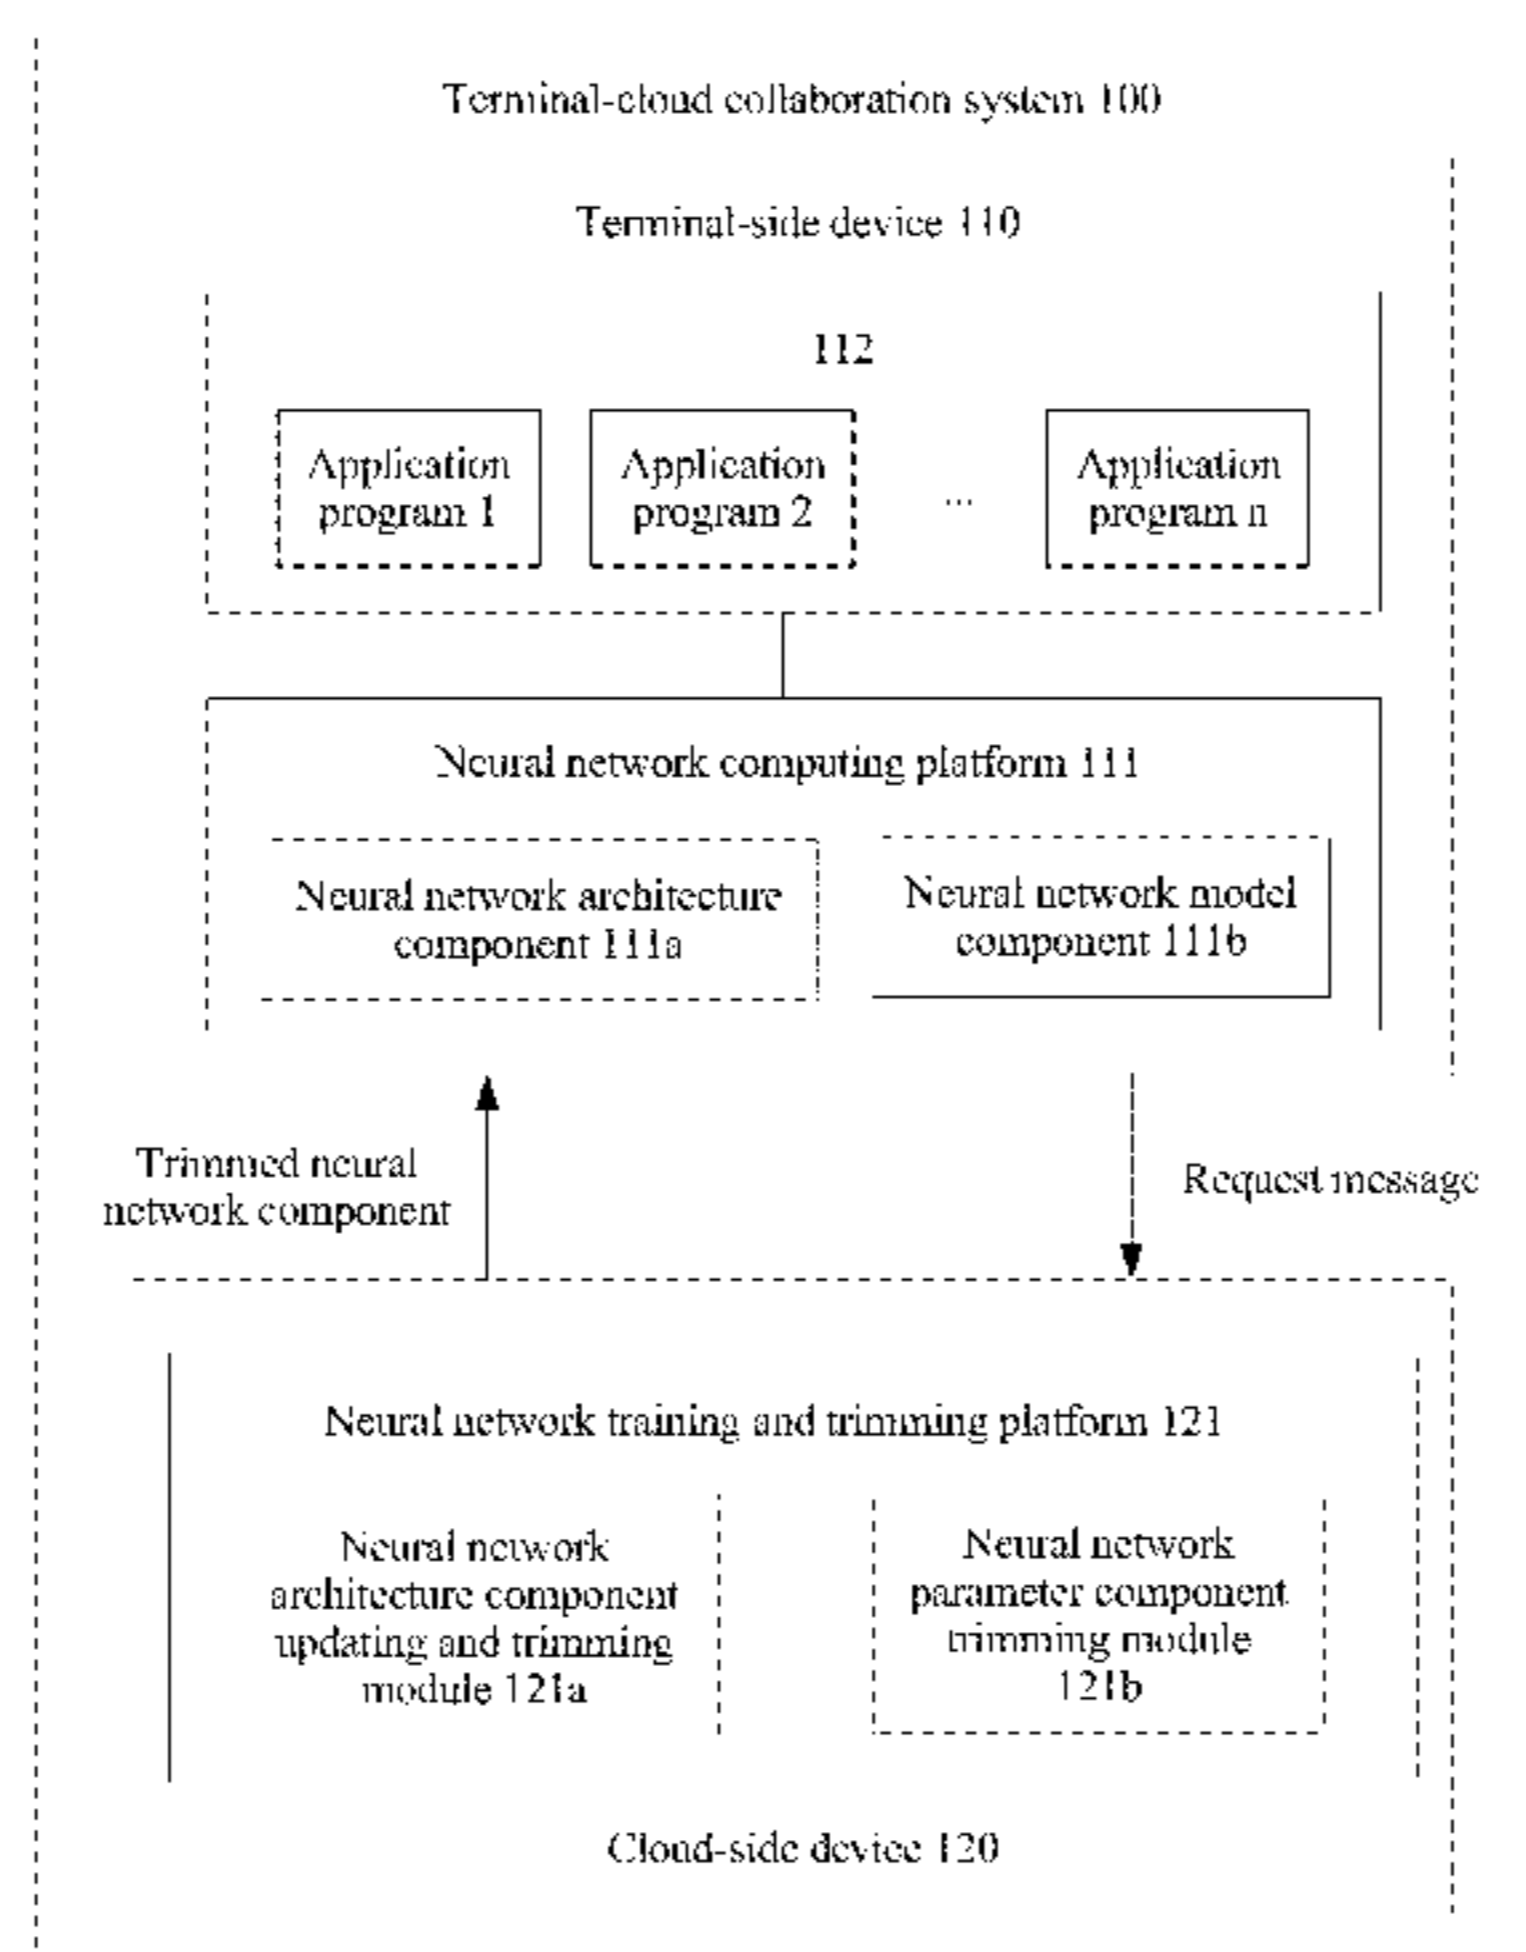 Terminal-cloud collaboration system 100
Terminal-side device 110
112
Application
program 1
Application
program 2
...
Application
program n
Neural network computing platform 111
Neural network architecture
component 111a
Neural network model
component 111b
Trimmed neural
network component
Request message
Neural network training and trimming platform 121
Neural network
architecture component
updating and trimming
module 121a
Neural network
parameter component
trimming module
121b
Cloud-side device 120